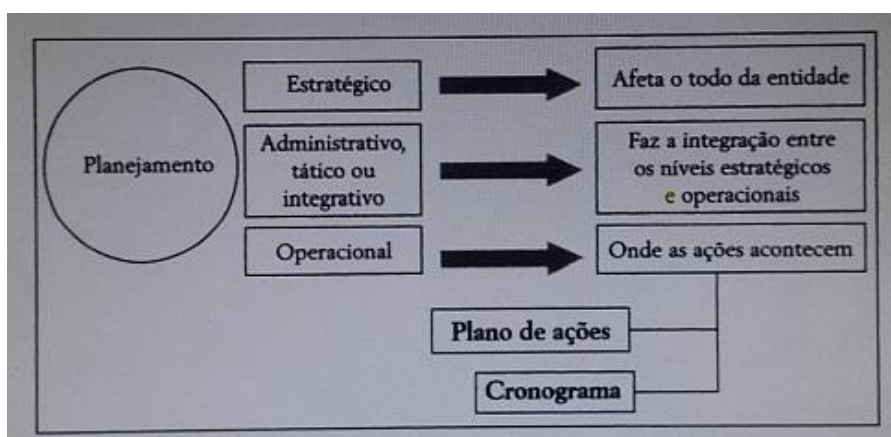 Planejamento
Estratégico
Afeta o todo da entidade
Administrativo,
tático ou
integrativo
Faz a integração entre
os níveis estratégicos
e operacionais
Operacional
Onde as ações acontecem
Plano de ações
Cronograma